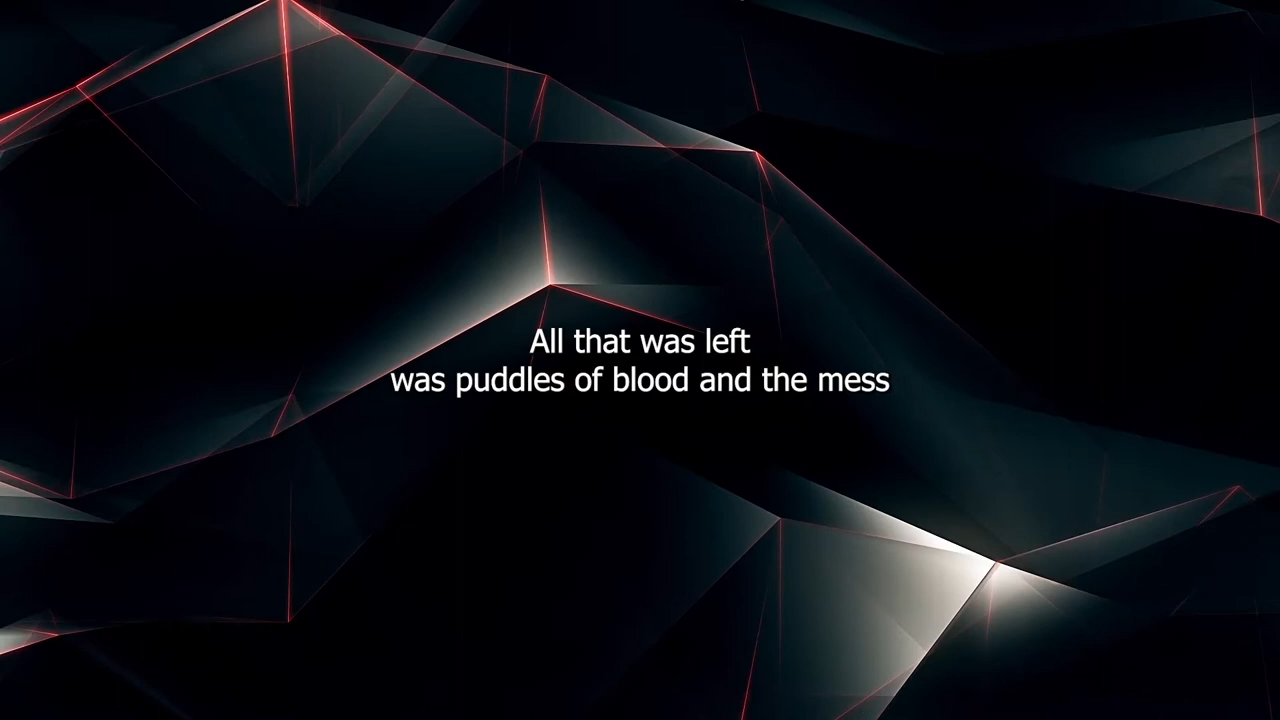 All that was left
was puddles of blood and the mess